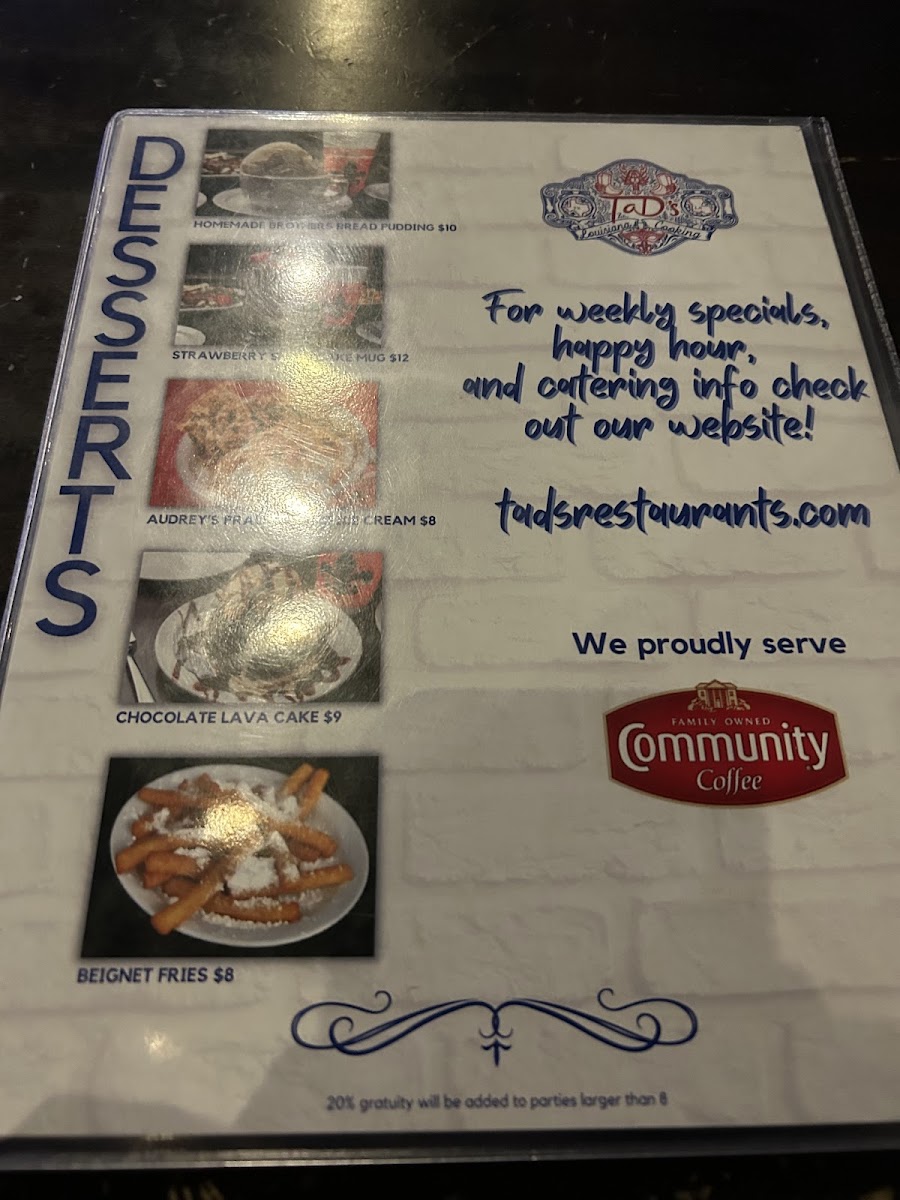 DESSERTS
HOMEMADE BROTHERS BREAD PUDDING $10
STRAWBERRY MUG $12
AUDREY'S CREAM $8
CHOCOLATE LAVA CAKE $9
BEIGNET FRIES $8
TaD's
Louisiana Cooking
For weekly specials,
happy hour,
and catering info check
out our website!
tadsrestaurants.com
We proudly serve
FAMILY OWNED
Community
Coffee
20% gratuity will be added to parties larger than 8